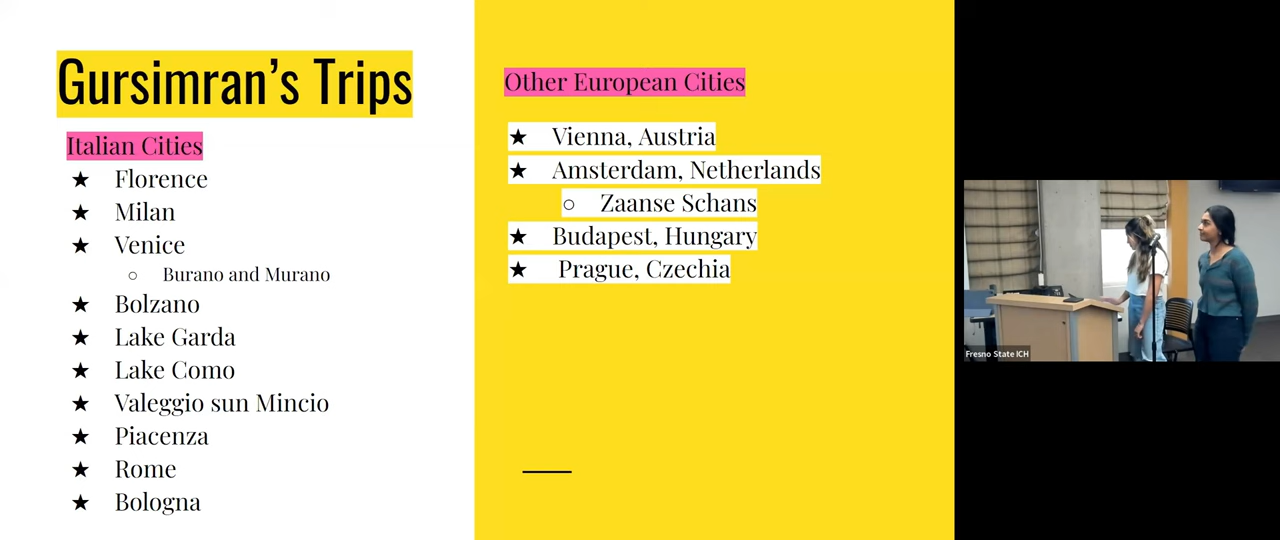 Gursimran's Trips
Italian Cities
★ Florence
★ Milan
★ Venice
○ Burano and Murano
★ Bolzano
★ Lake Garda
★ Lake Como
★ Valeggio sun Mincio
★ Piacenza
★ Rome
★ Bologna
Other European Cities
★ Vienna, Austria
★ Amsterdam, Netherlands
○ Zaanse Schans
★ Budapest, Hungary
★ Prague, Czechia
Fresno State ICH